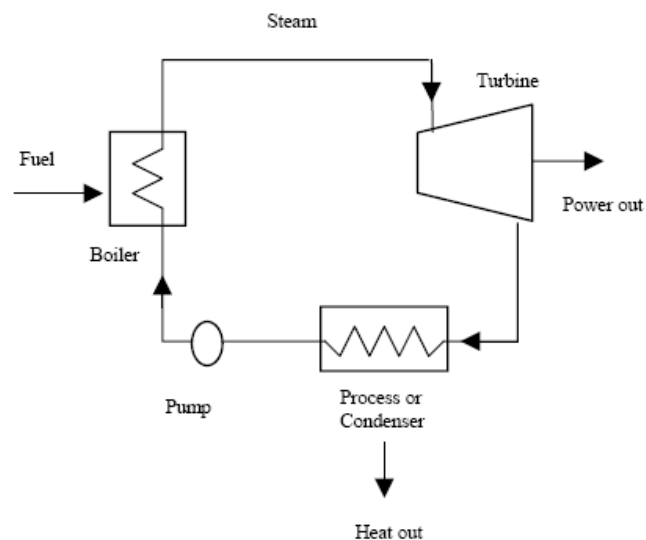 Steam
Turbine
Fuel
Power out
Boiler
Pump
Process or
Condenser
Heat out